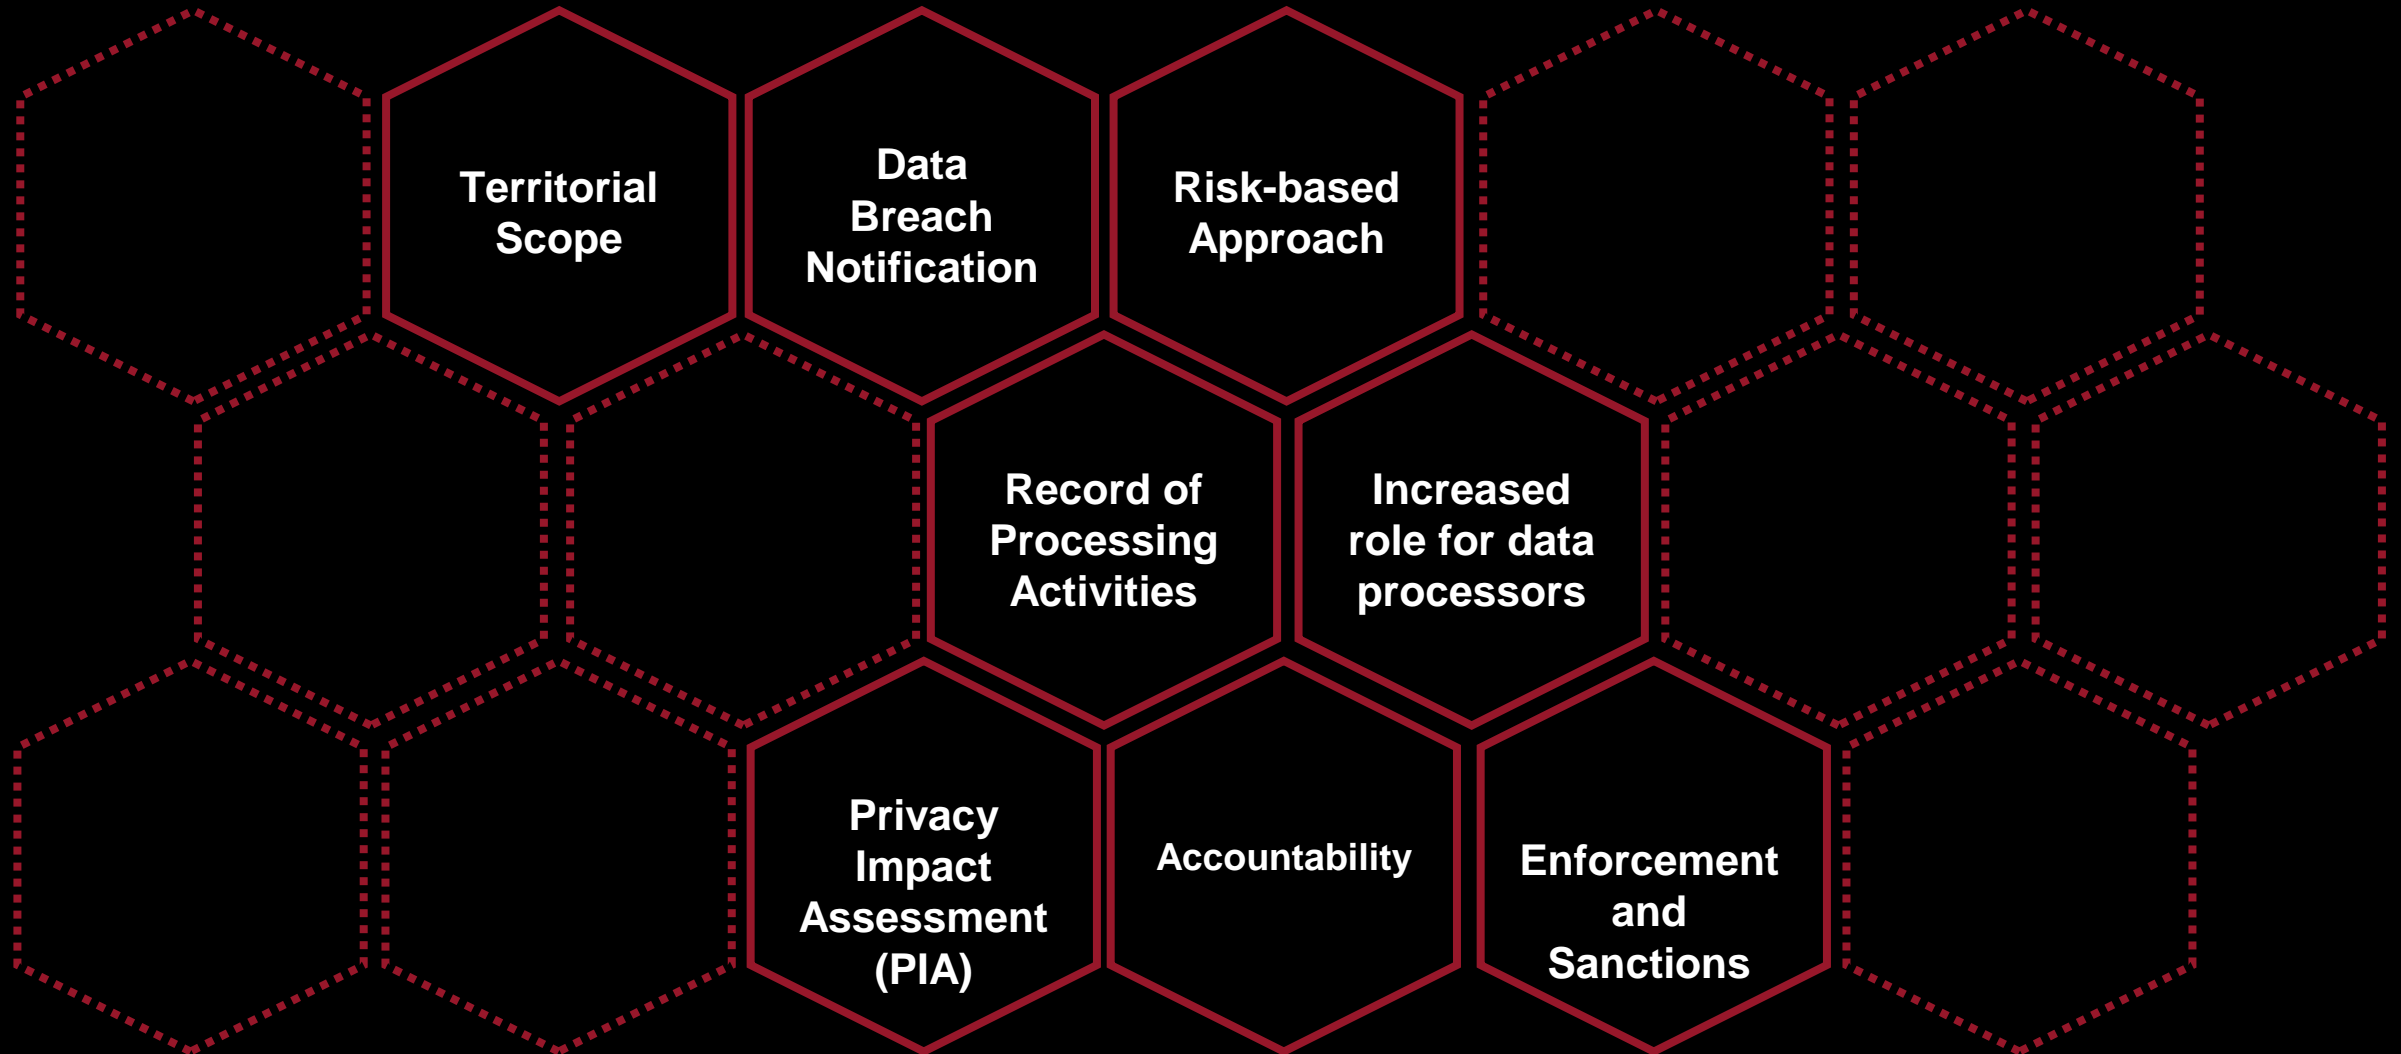 Territorial
Scope
Data
Breach
Notification
Risk-based
Approach
Record of
Processing
Activities
Increased
role for data
processors
Privacy
Impact
Assessment
(PIA)
Accountability
Enforcement
and
Sanctions